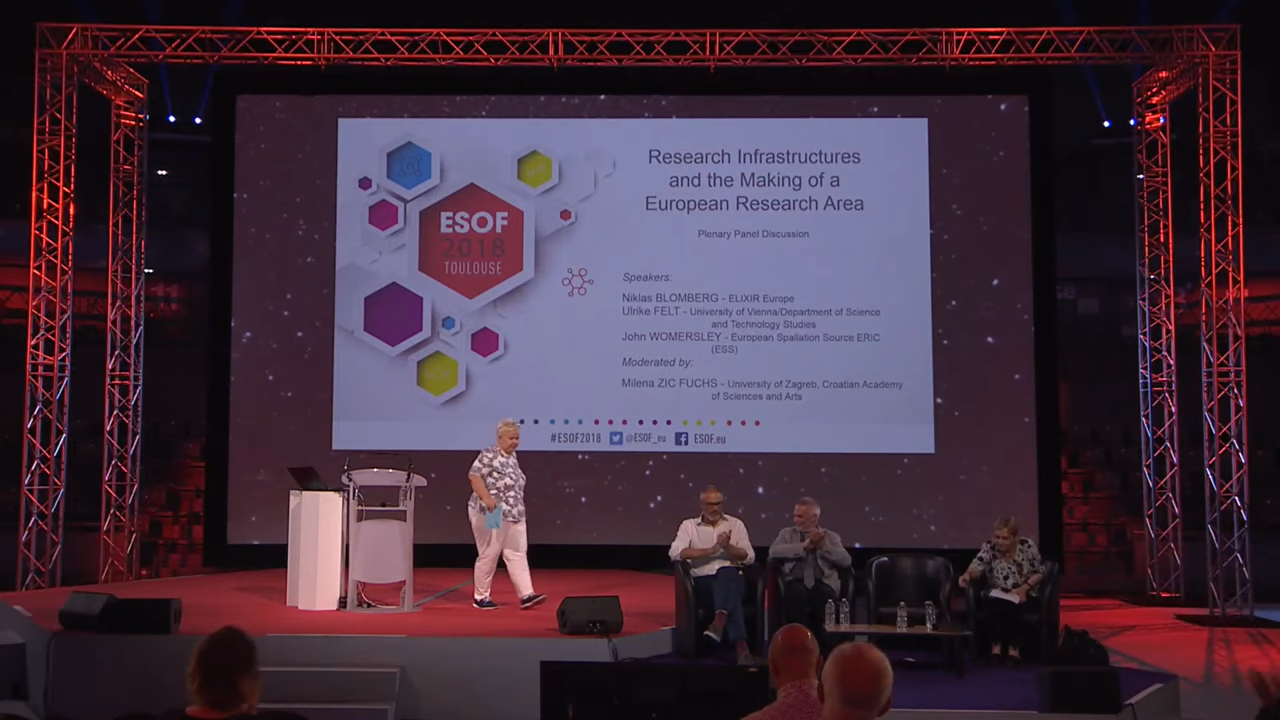 ESOF
2018
TOULOUSE
Research Infrastructures
and the Making of a
European Research Area
Plenary Panel Discussion
Speakers:
Niklas BLOMBERG - ELIXIR Europe
Ulrike FELT - University of Vienna/Department of Science
and Technology Studies
John WOMERSLEY - European Spallation Source ERIC
(ESS)
Moderated by:
Milena ZIC FUCHS - University of Zagreb, Croatian Academy
of Sciences and Arts
#ESOF2018 @ESOF_eu ESOF.eu